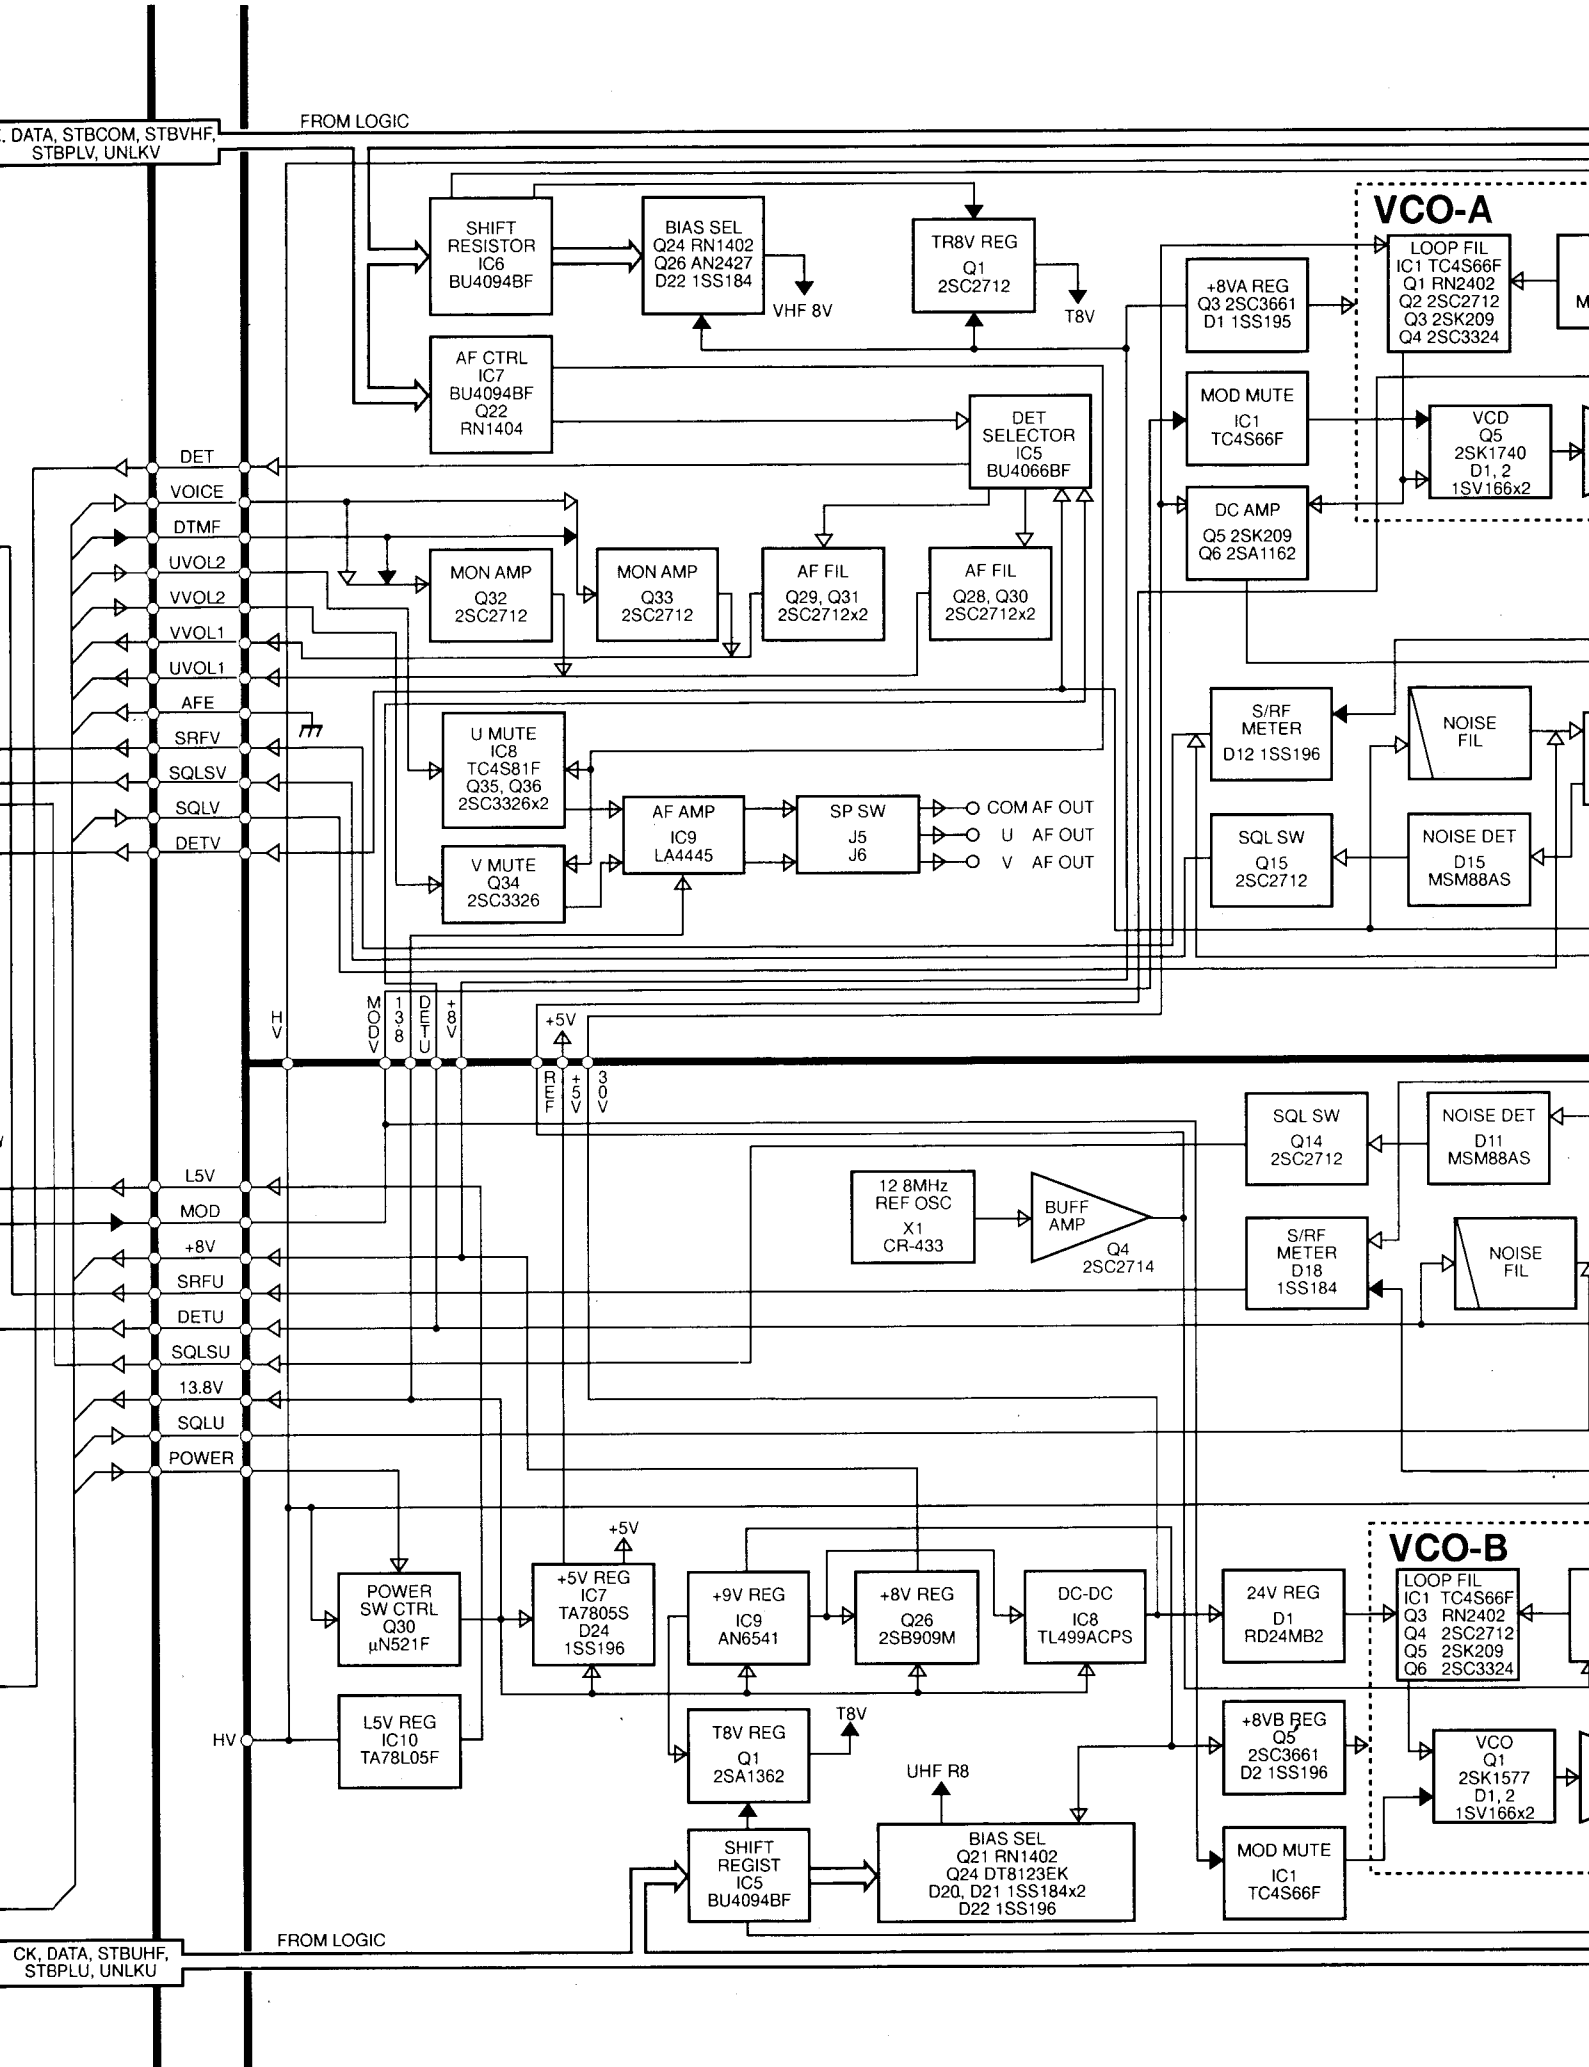 FROM LOGIC
DATA, STBCOM, STBVHF,
STBPLV, UNLKV
SHIFT
RESISTOR
IC6
BU4094BF
BIAS SEL
Q24 RN1402
Q26 AN2427
D22 1SS184
VHF 8V
TR8V REG
Q1
2SC2712
T8V
+8VA REG
Q3 2SC3661
D1 1SS195
VCO-A
LOOP FIL
IC1 TC4S66F
Q1 RN2402
Q2 2SC2712
Q3 2SK209
Q4 2SC3324
M
AF CTRL
IC7
BU4094BF
Q22
RN1404
DET
SELECTOR
IC5
BU4066BF
MOD MUTE
IC1
TC4S66F
VCD
Q5
2SK1740
D1, 2
1SV166x2
DC AMP
Q5 2SK209
Q6 2SA1162
DET
VOICE
DTMF
UVOL2
VVOL2
VVOL1
UVOL1
AFE
SRFV
SQLSV
SQLV
DETV
MON AMP
Q32
2SC2712
MON AMP
Q33
2SC2712
AF FIL
Q29, Q31
2SC2712x2
AF FIL
Q28, Q30
2SC2712x2
U MUTE
IC8
TC4S81F
Q35, Q36
2SC3326x2
V MUTE
Q34
2SC3326
AF AMP
IC9
LA4445
SP SW
J5
J6
COM AF OUT
U AF OUT
V AF OUT
S/RF
METER
D12 1SS196
NOISE
FIL
SQL SW
Q15
2SC2712
NOISE DET
D15
MSM88AS
HV
MODV
13.8
DETU
+8V
+5V
REF
+5V
30V
SQL SW
Q14
2SC2712
NOISE DET
D11
MSM88AS
12 8MHz
REF OSC
X1
CR-433
BUFF
AMP
Q4
2SC2714
S/RF
METER
D18
1SS184
NOISE
FIL
L5V
MOD
+8V
SRFU
DETU
SQLSU
13.8V
SQLU
POWER
POWER
SW CTRL
Q30
µN521F
+5V
+5V REG
IC7
TA7805S
D24
1SS196
+9V REG
IC9
AN6541
+8V REG
Q26
2SB909M
DC-DC
IC8
TL499ACPS
24V REG
D1
RD24MB2
VCO-B
LOOP FIL
IC1 TC4S66F
Q3 RN2402
Q4 2SC2712
Q5 2SK209
Q6 2SC3324
HV
L5V REG
IC10
TA78L05F
T8V REG
Q1
2SA1362
T8V
UHF R8
+8VB REG
Q5
2SC3661
D2 1SS196
VCO
Q1
2SK1577
D1, 2
1SV166x2
SHIFT
REGIST
IC5
BU4094BF
BIAS SEL
Q21 RN1402
Q24 DT8123EK
D20, D21 1SS184x2
D22 1SS196
MOD MUTE
IC1
TC4S66F
FROM LOGIC
CK, DATA, STBUHF,
STBPLU, UNLKU